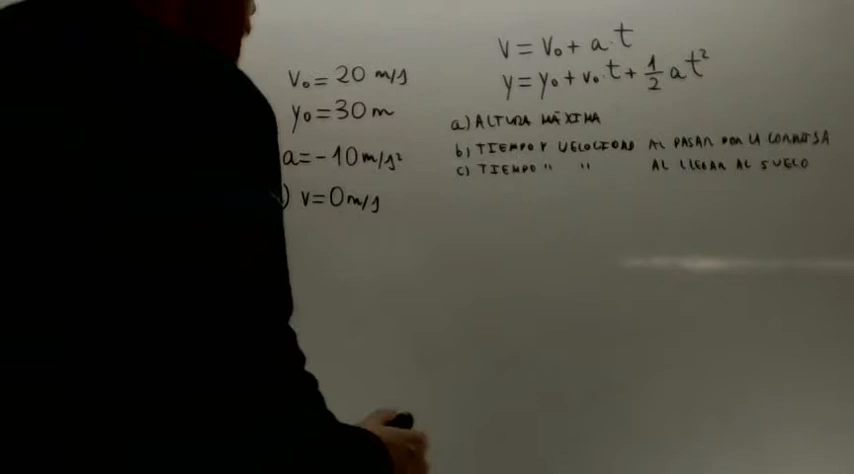 v₀ = 20 m/s
y₀ = 30 m
a = -10 m/s²
) v = 0 m/s
v = v₀ + a·t
y = y₀ + v₀·t + 1/2 a t²
a) ALTURA MÁXIMA
b) TIEMPO Y VELOCIDAD AL PASAR POR LA CORNISA
c) TIEMPO " " AL LLEGAR AL SUELO